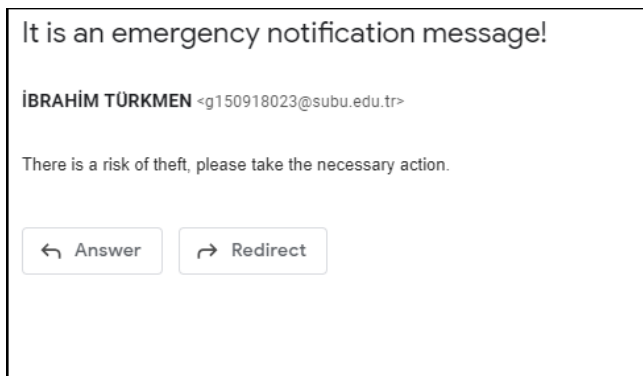 It is an emergency notification message!
İBRAHİM TÜRKMEN <g150918023@subu.edu.tr>
There is a risk of theft, please take the necessary action.
Answer Redirect